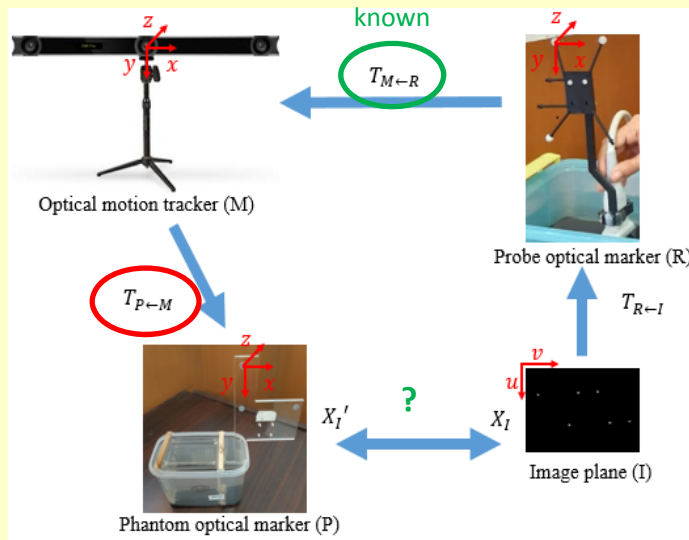 known
z
y
x
T_{M←R}
z
y
x
Optical motion tracker (M)
Probe optical marker (R)
T_{P←M}
T_{R←I}
z
y
x
X_I'
?
X_I
v
u
Image plane (I)
Phantom optical marker (P)